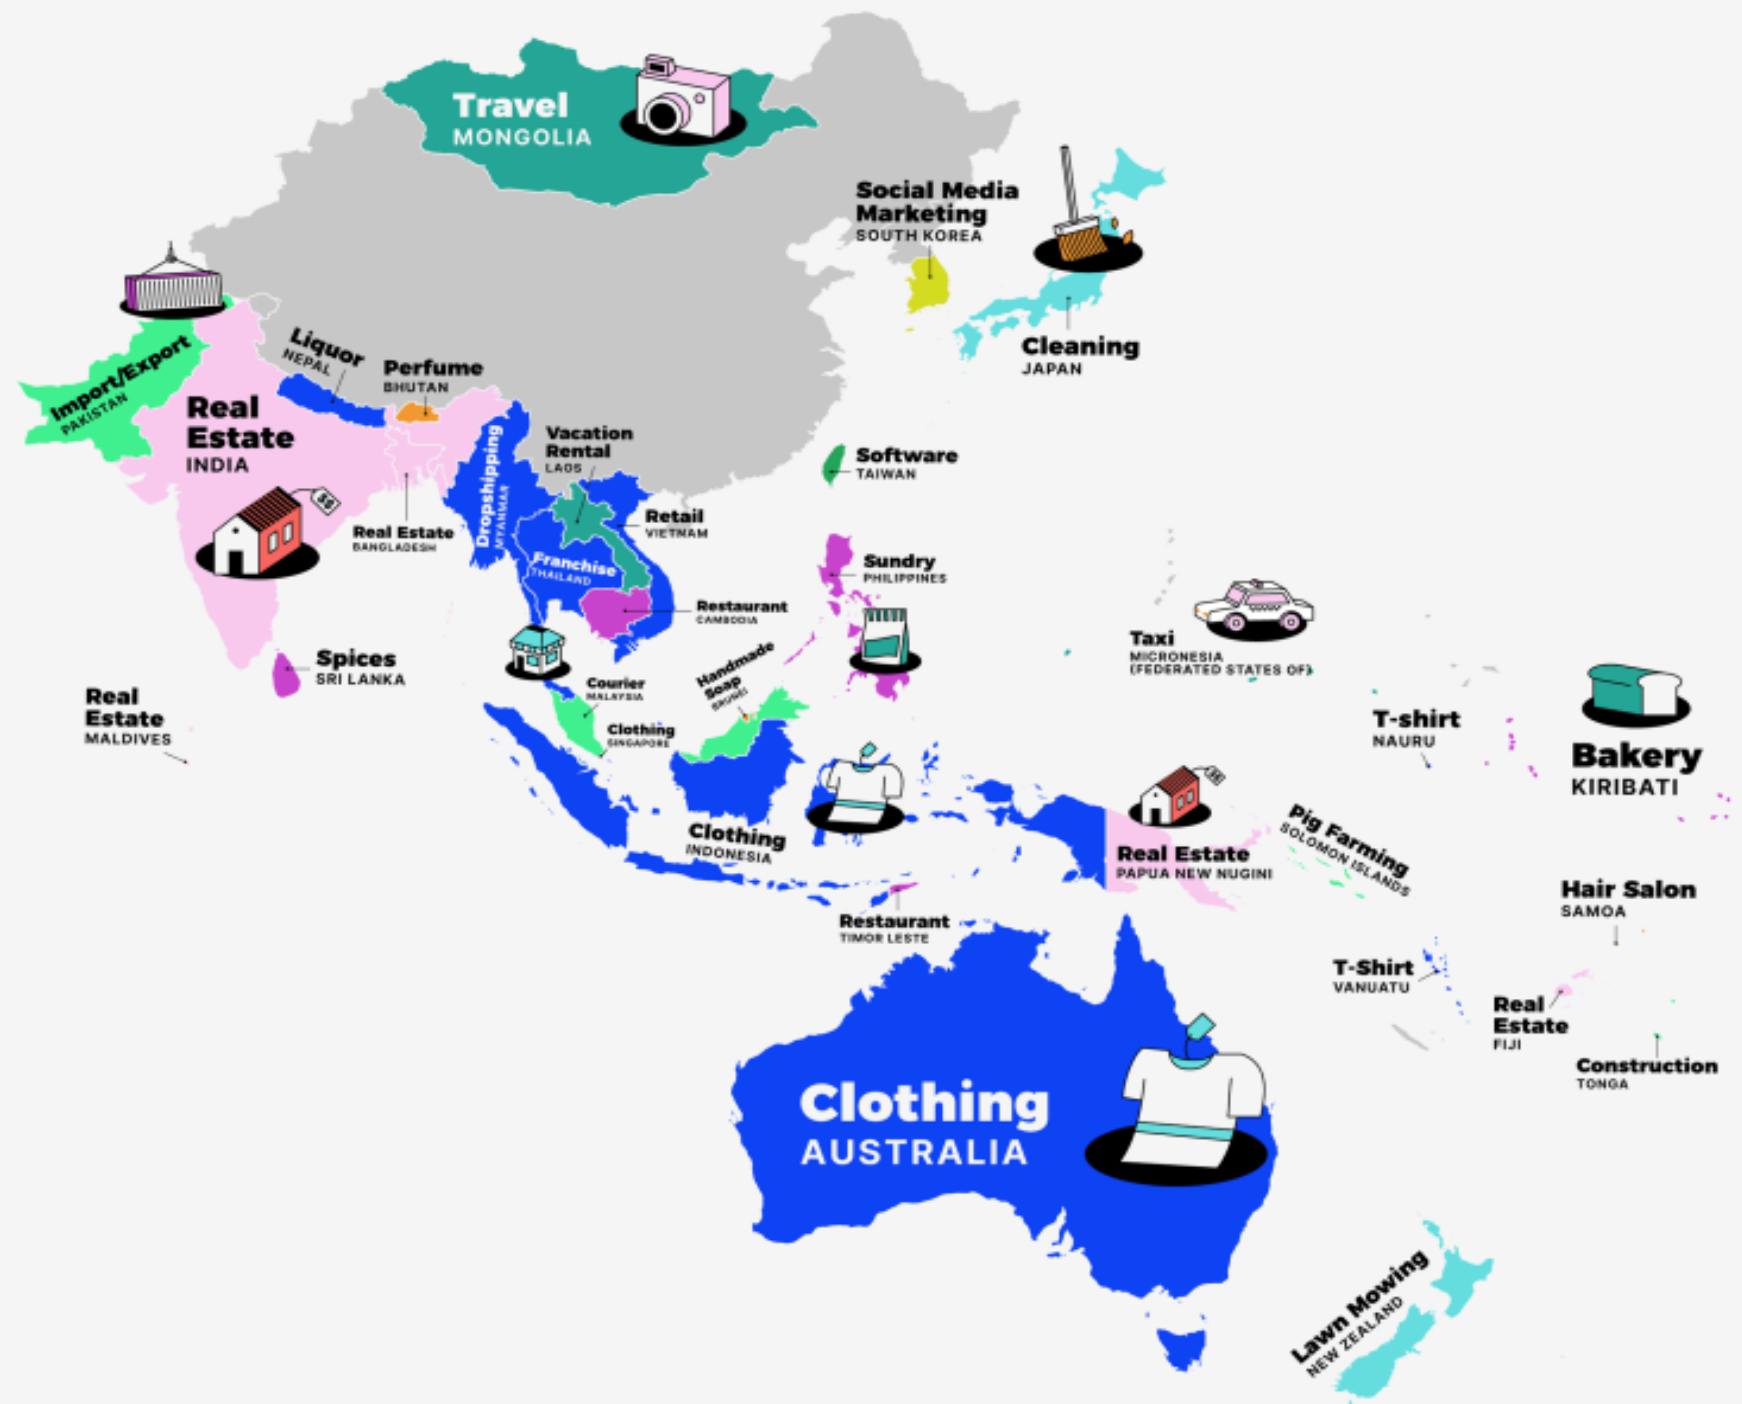 Travel
MONGOLIA
Social Media
Marketing
SOUTH KOREA
Cleaning
JAPAN
Import/Export
PAKISTAN
Liquor
NEPAL
Perfume
BHUTAN
Real
Estate
INDIA
$$
Dropshipping
MYANMAR
Vacation
Rental
LAOS
Software
TAIWAN
Real Estate
BANGLADESH
Retail
VIETNAM
Franchise
THAILAND
Sundry
PHILIPPINES
Restaurant
CAMBODIA
Taxi
MICRONESIA
(FEDERATED STATES OF)
Spices
SRI LANKA
Real
Estate
MALDIVES
Courier
MALAYSIA
Handmade
Soap
BRUNEI
Clothing
SINGAPORE
T-shirt
NAURU
Bakery
KIRIBATI
Clothing
INDONESIA
$$
Real Estate
PAPUA NEW NUGINI
Pig Farming
SOLOMON ISLANDS
Restaurant
TIMOR LESTE
Hair Salon
SAMOA
T-Shirt
VANUATU
Real
Estate
FIJI
Construction
TONGA
Clothing
AUSTRALIA
Lawn Mowing
NEW ZEALAND